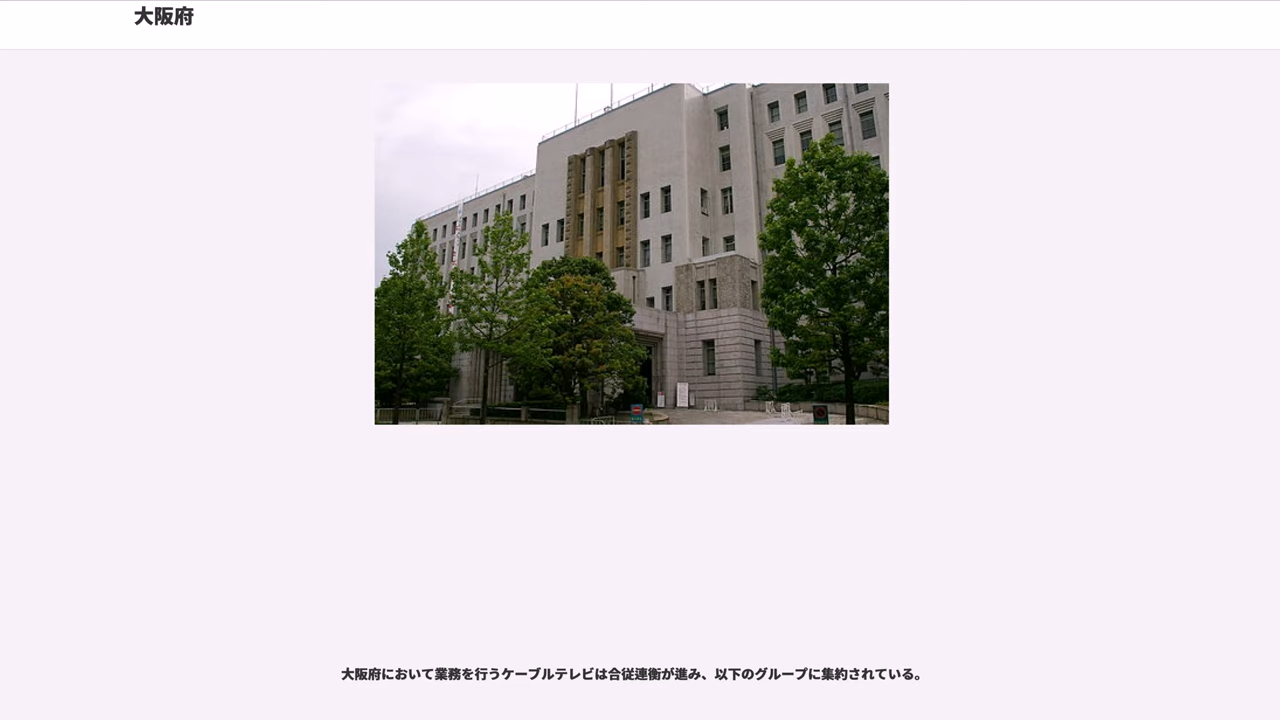 大阪府
大阪府において業務を行うケーブルテレビは合従連衡が進み、以下のグループに集約されている。